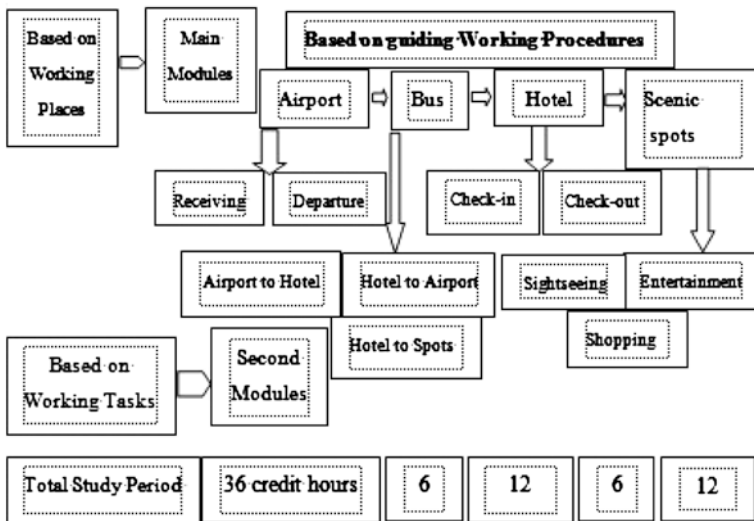 Based on
Working
Places
Main
Modules
Based on guiding Working Procedures
Airport
Bus
Hotel
Scenic
spots
Receiving
Departure
Check-in
Check-out
Airport to Hotel
Hotel to Airport
Hotel to Spots
Sightseeing
Entertainment
Shopping
Based on
Working Tasks
Second
Modules
Total Study Period
36 credit hours
6
12
6
12